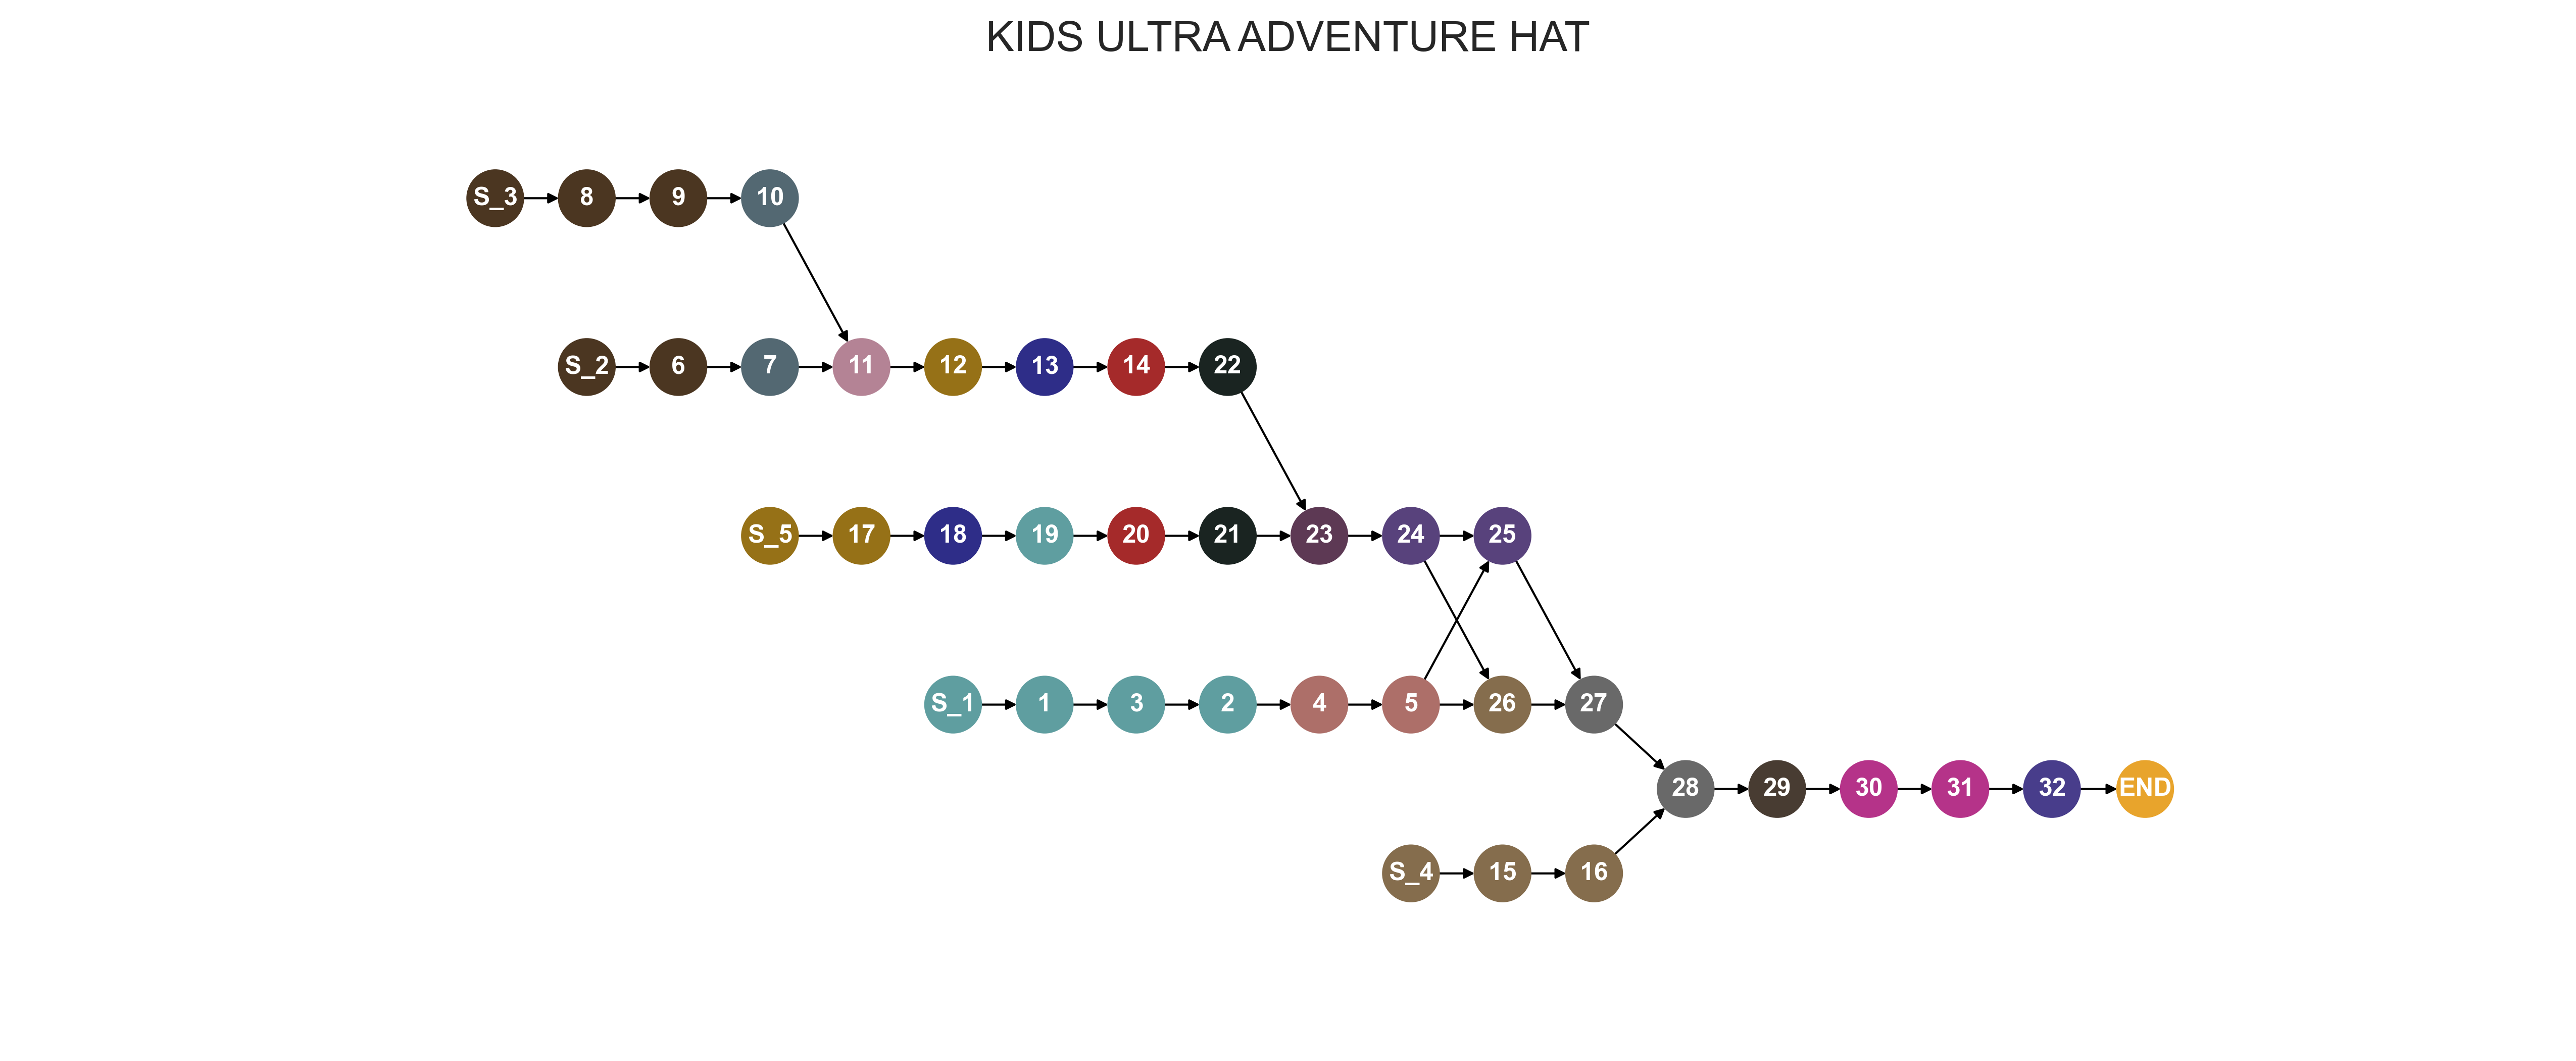 KIDS ULTRA ADVENTURE HAT
S_3 8 9 10
S_2 6 7 11 12 13 14 22
S_5 17 18 19 20 21 23 24 25
S_1 1 3 2 4 5 26 27
28 29 30 31 32 END
S_4 15 16